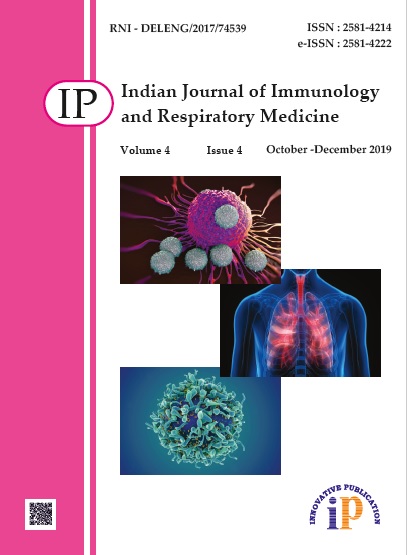 RNI - DELENG/2017/74539
ISSN : 2581-4214
e-ISSN : 2581-4222
IP
Indian Journal of Immunology
and Respiratory Medicine
Volume 4 Issue 4 October -December 2019
INNOVATIVE PUBLICATION
iP